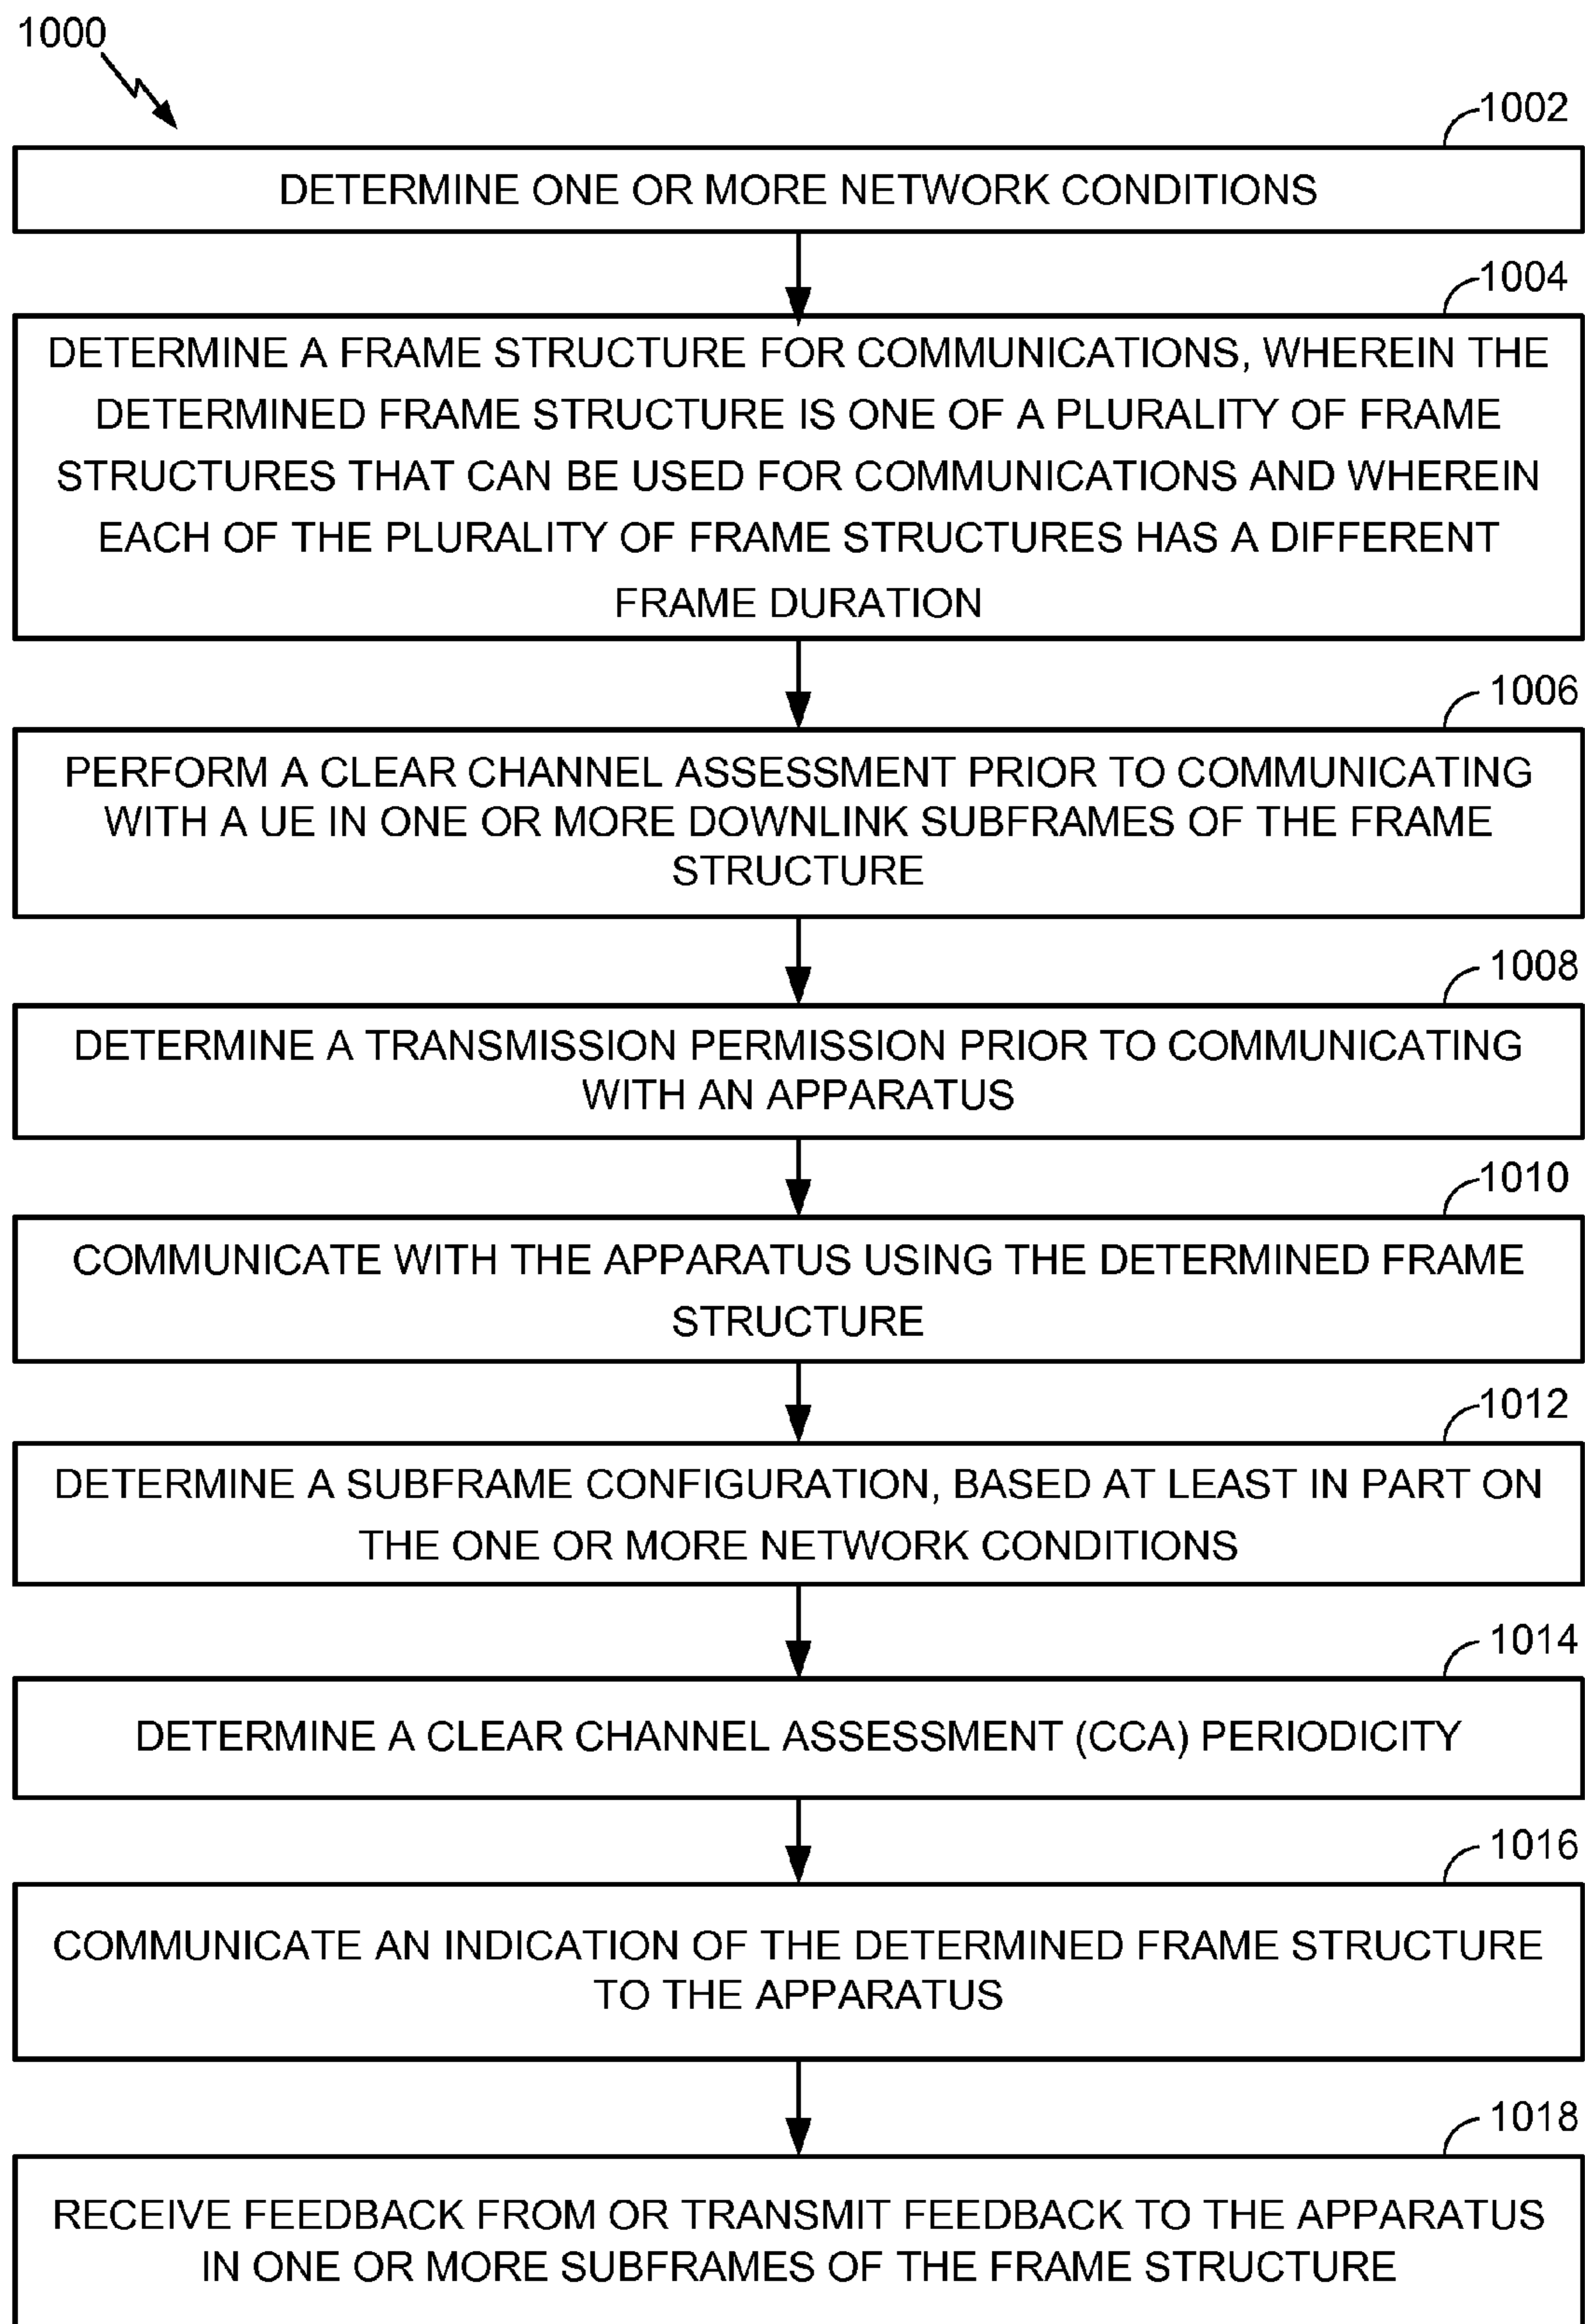 1000
1002
DETERMINE ONE OR MORE NETWORK CONDITIONS
1004
DETERMINE A FRAME STRUCTURE FOR COMMUNICATIONS, WHEREIN THE
DETERMINED FRAME STRUCTURE IS ONE OF A PLURALITY OF FRAME
STRUCTURES THAT CAN BE USED FOR COMMUNICATIONS AND WHEREIN
EACH OF THE PLURALITY OF FRAME STRUCTURES HAS A DIFFERENT
FRAME DURATION
1006
PERFORM A CLEAR CHANNEL ASSESSMENT PRIOR TO COMMUNICATING
WITH A UE IN ONE OR MORE DOWNLINK SUBFRAMES OF THE FRAME
STRUCTURE
1008
DETERMINE A TRANSMISSION PERMISSION PRIOR TO COMMUNICATING
WITH AN APPARATUS
1010
COMMUNICATE WITH THE APPARATUS USING THE DETERMINED FRAME
STRUCTURE
1012
DETERMINE A SUBFRAME CONFIGURATION, BASED AT LEAST IN PART ON
THE ONE OR MORE NETWORK CONDITIONS
1014
DETERMINE A CLEAR CHANNEL ASSESSMENT (CCA) PERIODICITY
1016
COMMUNICATE AN INDICATION OF THE DETERMINED FRAME STRUCTURE
TO THE APPARATUS
1018
RECEIVE FEEDBACK FROM OR TRANSMIT FEEDBACK TO THE APPARATUS
IN ONE OR MORE SUBFRAMES OF THE FRAME STRUCTURE